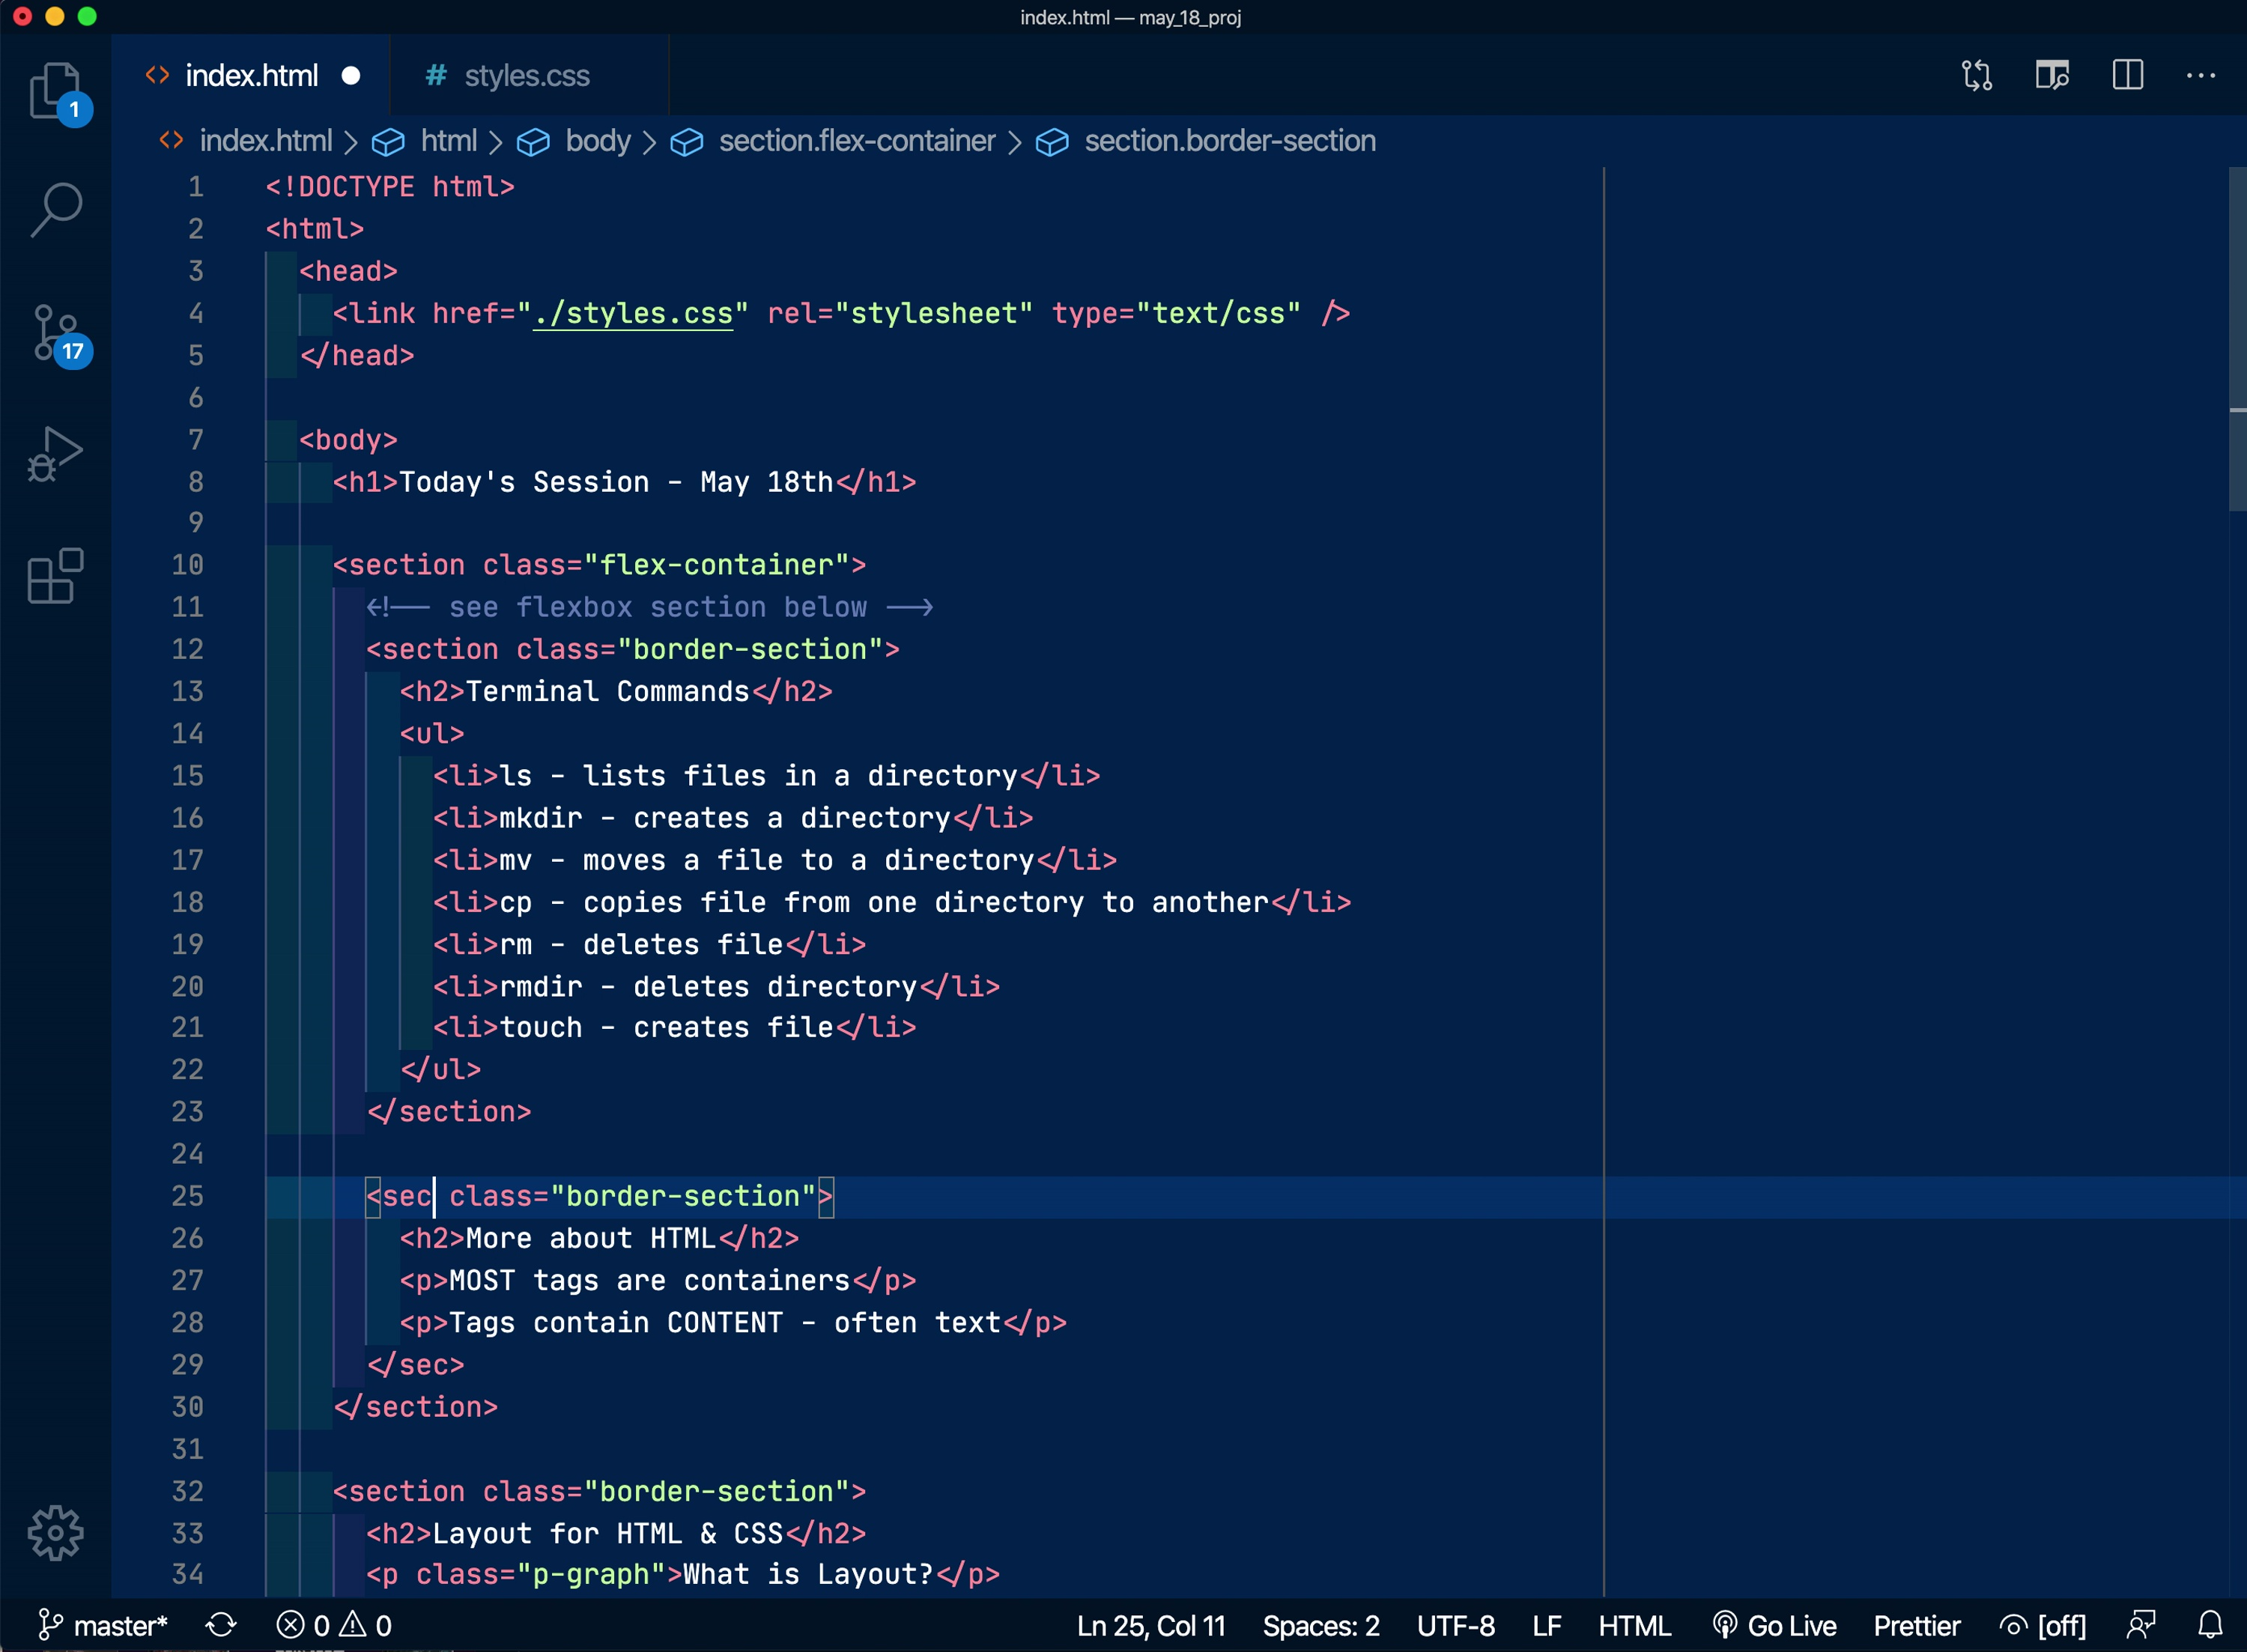 index.html — may_18_proj
index.html
# styles.css
1
index.html > html > body > section.flex-container > section.border-section
1 <!DOCTYPE html>
2 <html>
3 <head>
4 <link href="./styles.css" rel="stylesheet" type="text/css" />
5 </head>
6
7 <body>
8 <h1>Today's Session - May 18th</h1>
9
10 <section class="flex-container">
11 <!-- see flexbox section below -->
12 <section class="border-section">
13 <h2>Terminal Commands</h2>
14 <ul>
15 <li>ls - lists files in a directory</li>
16 <li>mkdir - creates a directory</li>
17 <li>mv - moves a file to a directory</li>
18 <li>cp - copies file from one directory to another</li>
19 <li>rm - deletes file</li>
20 <li>rmdir - deletes directory</li>
21 <li>touch - creates file</li>
22 </ul>
23 </section>
24
25 <sec class="border-section">
26 <h2>More about HTML</h2>
27 <p>MOST tags are containers</p>
28 <p>Tags contain CONTENT - often text</p>
29 </sec>
30 </section>
31
32 <section class="border-section">
33 <h2>Layout for HTML & CSS</h2>
34 <p class="p-graph">What is Layout?</p>
17
master* 0 0 Ln 25, Col 11 Spaces: 2 UTF-8 LF HTML Go Live Prettier [off]